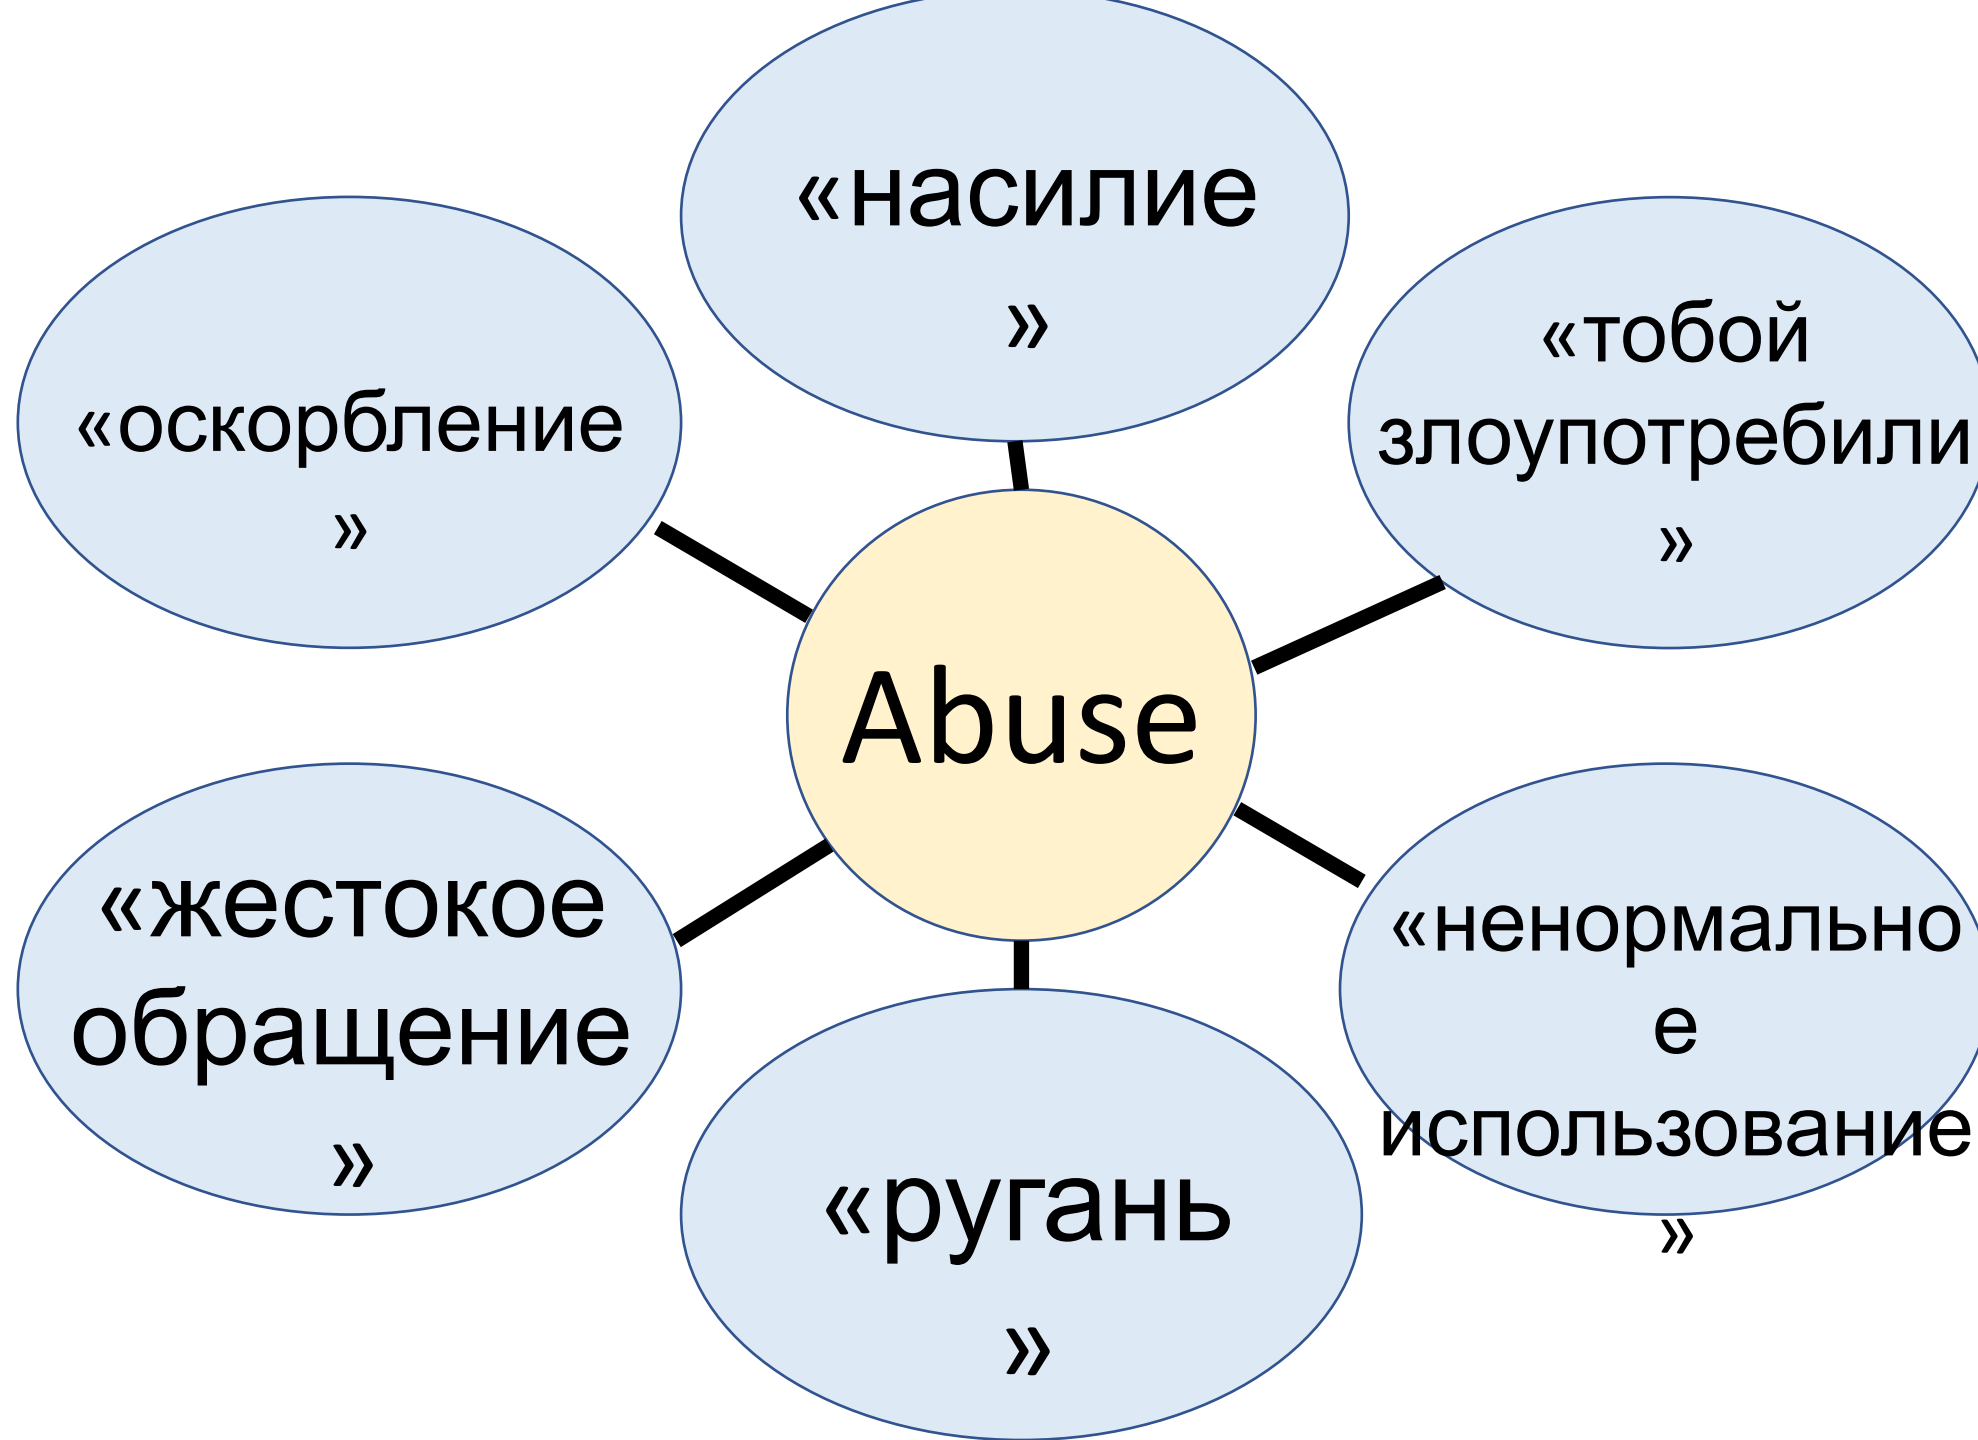 «насилие
»
«оскорбление
»
«тобой
злоупотребили
»
Abuse
«жестокое
обращение
»
«ненормально
е
использование
»
«ругань
»